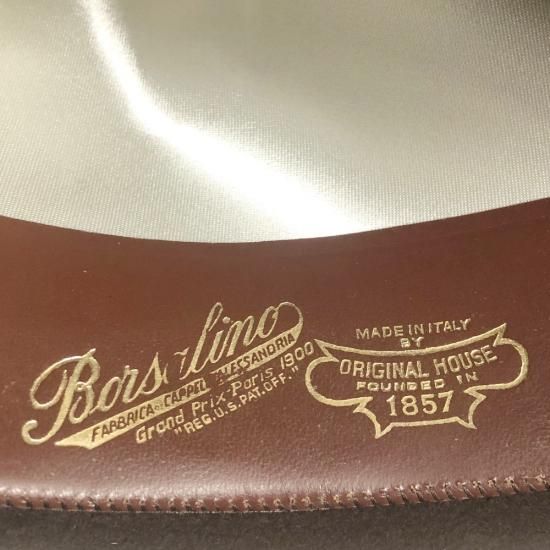 Borsalino
FABBRICA DI CAPPELLI ALESSANDRIA
Grand Prix-Paris 1900
"REG.U.S.PAT.OFF."
MADE IN ITALY
BY
ORIGINAL HOUSE
FOUNDED IN
1857